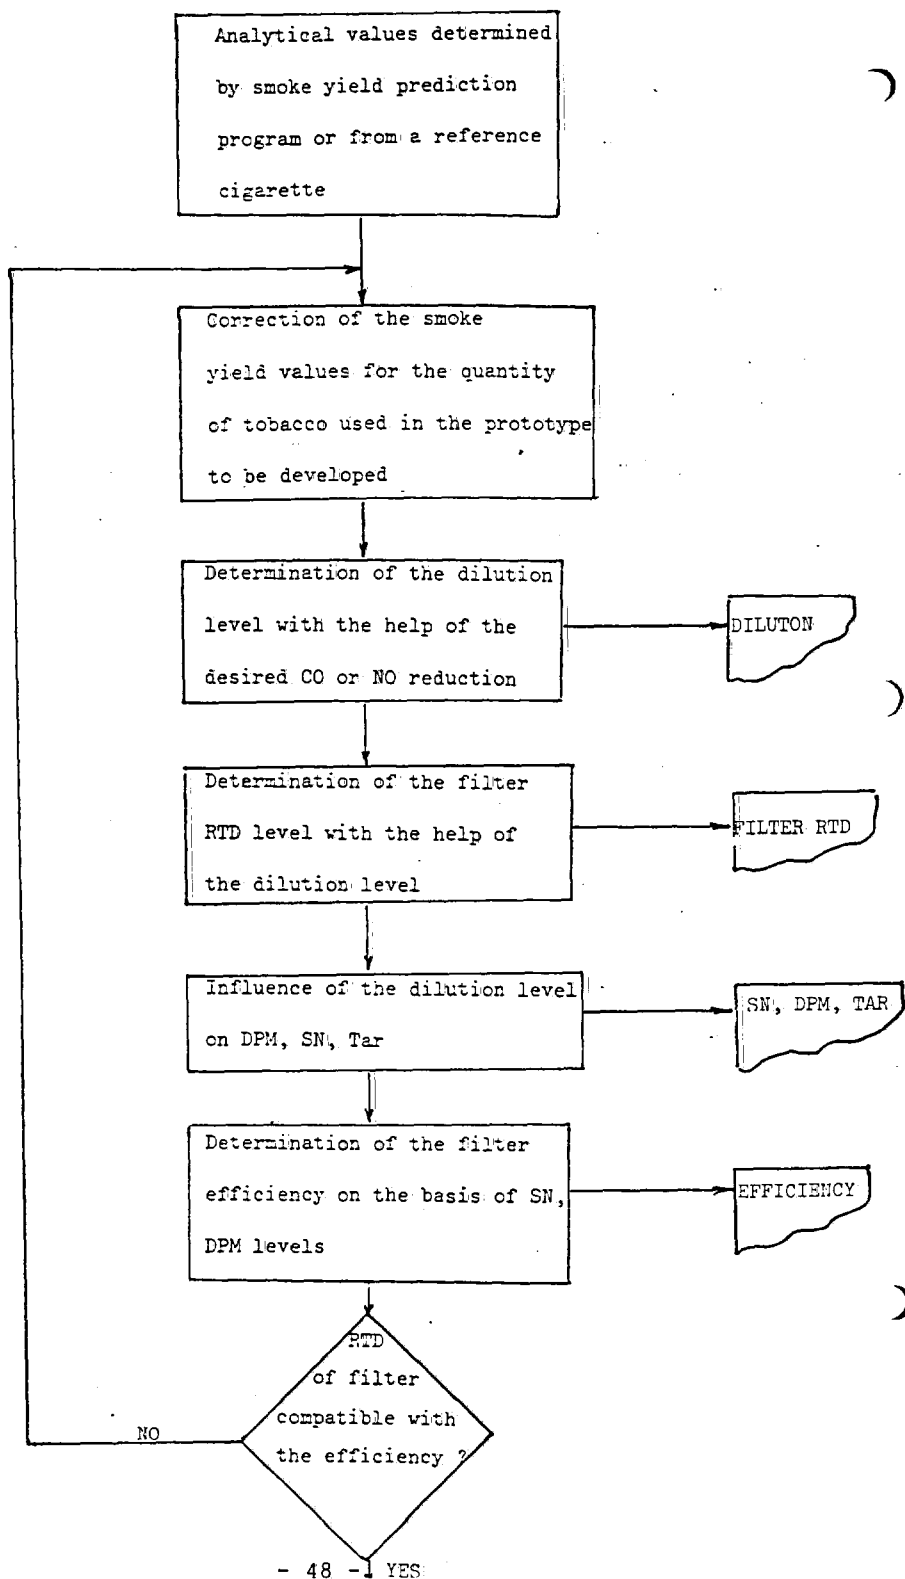 Analytical values determined
by smoke yield prediction
program or from a reference
cigarette
Correction of the smoke
yield values for the quantity
of tobacco used in the prototype
to be developed
Determination of the dilution
level with the help of the
desired CO or NO reduction
DILUTON
Determination of the filter
RTD level with the help of
the dilution level
FILTER RTD
Influence of the dilution level
on DPM, SN, Tar
SN, DPM, TAR
Determination of the filter
efficiency on the basis of SN,
DPM levels
EFFICIENCY
RTD
of filter
compatible with
the efficiency ?
NO
- 48 - YES